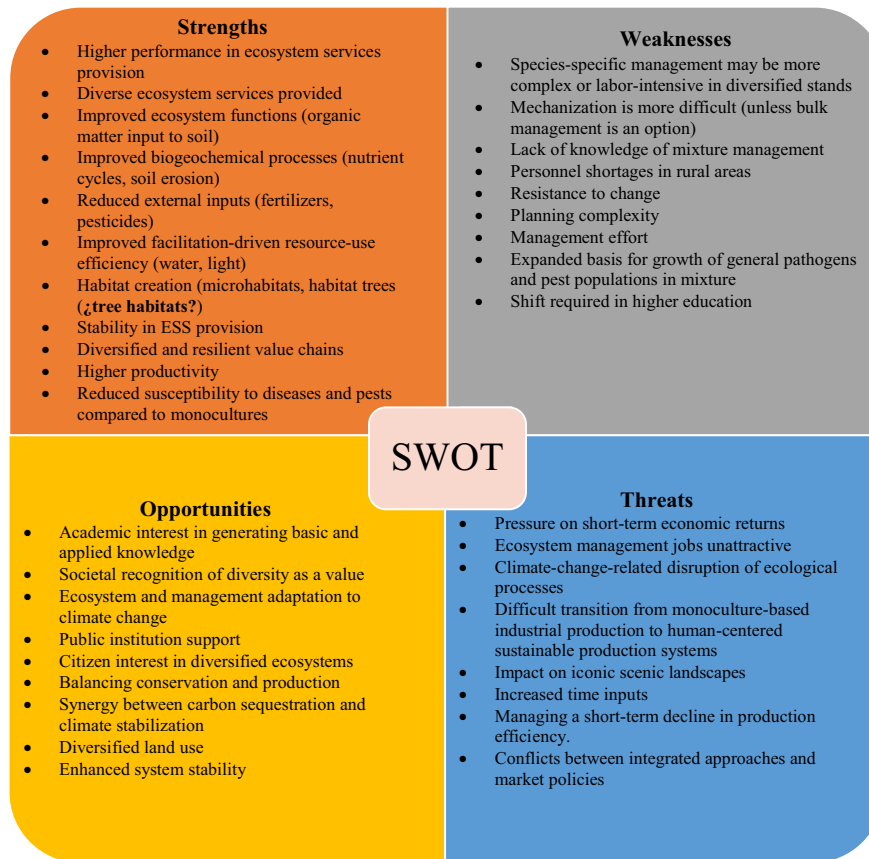 Strengths
• Higher performance in ecosystem services
provision
• Diverse ecosystem services provided
• Improved ecosystem functions (organic
matter input to soil)
• Improved biogeochemical processes (nutrient
cycles, soil erosion)
• Reduced external inputs (fertilizers,
pesticides)
• Improved facilitation-driven resource-use
efficiency (water, light)
• Habitat creation (microhabitats, habitat trees
(¿tree habitats?)
• Stability in ESS provision
• Diversified and resilient value chains
• Higher productivity
• Reduced susceptibility to diseases and pests
compared to monocultures
Weaknesses
• Species-specific management may be more
complex or labor-intensive in diversified stands
• Mechanization is more difficult (unless bulk
management is an option)
• Lack of knowledge of mixture management
• Personnel shortages in rural areas
• Resistance to change
• Planning complexity
• Management effort
• Expanded basis for growth of general pathogens
and pest populations in mixture
• Shift required in higher education
SWOT
Opportunities
• Academic interest in generating basic and
applied knowledge
• Societal recognition of diversity as a value
• Ecosystem and management adaptation to
climate change
• Public institution support
• Citizen interest in diversified ecosystems
• Balancing conservation and production
• Synergy between carbon sequestration and
climate stabilization
• Diversified land use
• Enhanced system stability
Threats
• Pressure on short-term economic returns
• Ecosystem management jobs unattractive
• Climate-change-related disruption of ecological
processes
• Difficult transition from monoculture-based
industrial production to human-centered
sustainable production systems
• Impact on iconic scenic landscapes
• Increased time inputs
• Managing a short-term decline in production
efficiency.
• Conflicts between integrated approaches and
market policies